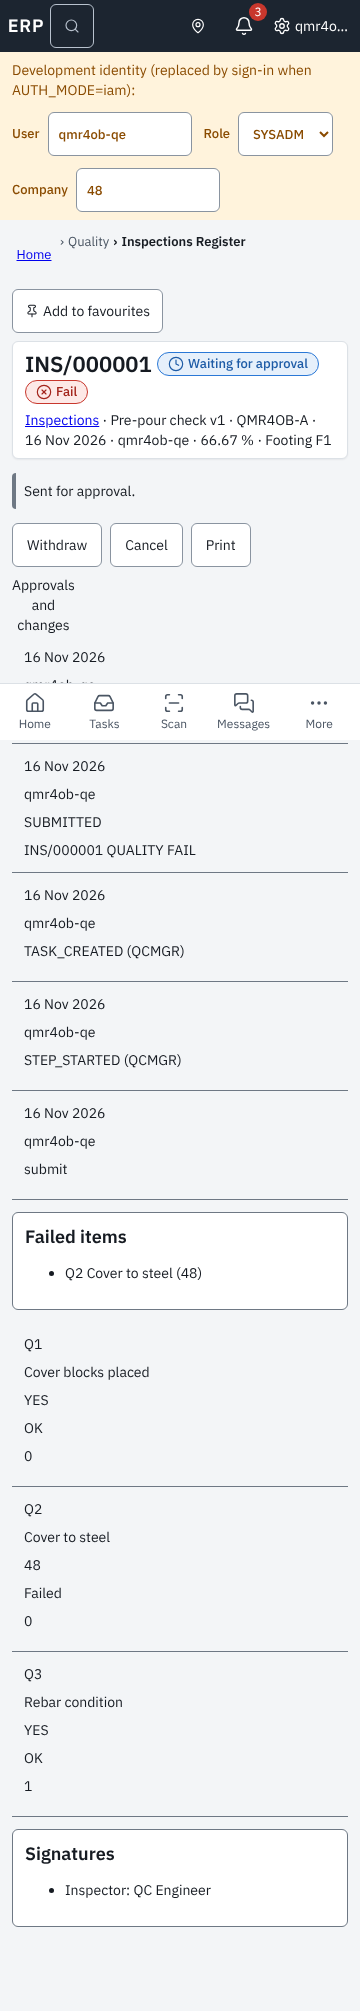 ERP
3
qmr4o...
Development identity (replaced by sign-in when
AUTH_MODE=iam):
User qmr4ob-qe Role SYSADM
Company 48
Home › Quality › Inspections Register
Add to favourites
INS/000001 Waiting for approval
Fail
Inspections · Pre-pour check v1 · QMR4OB-A ·
16 Nov 2026 · qmr4ob-qe · 66.67 % · Footing F1
Sent for approval.
Withdraw Cancel Print
Approvals
and
changes
16 Nov 2026
Home Tasks Scan Messages More
16 Nov 2026
qmr4ob-qe
SUBMITTED
INS/000001 QUALITY FAIL
16 Nov 2026
qmr4ob-qe
TASK_CREATED (QCMGR)
16 Nov 2026
qmr4ob-qe
STEP_STARTED (QCMGR)
16 Nov 2026
qmr4ob-qe
submit
Failed items
• Q2 Cover to steel (48)
Q1
Cover blocks placed
YES
OK
0
Q2
Cover to steel
48
Failed
0
Q3
Rebar condition
YES
OK
1
Signatures
• Inspector: QC Engineer